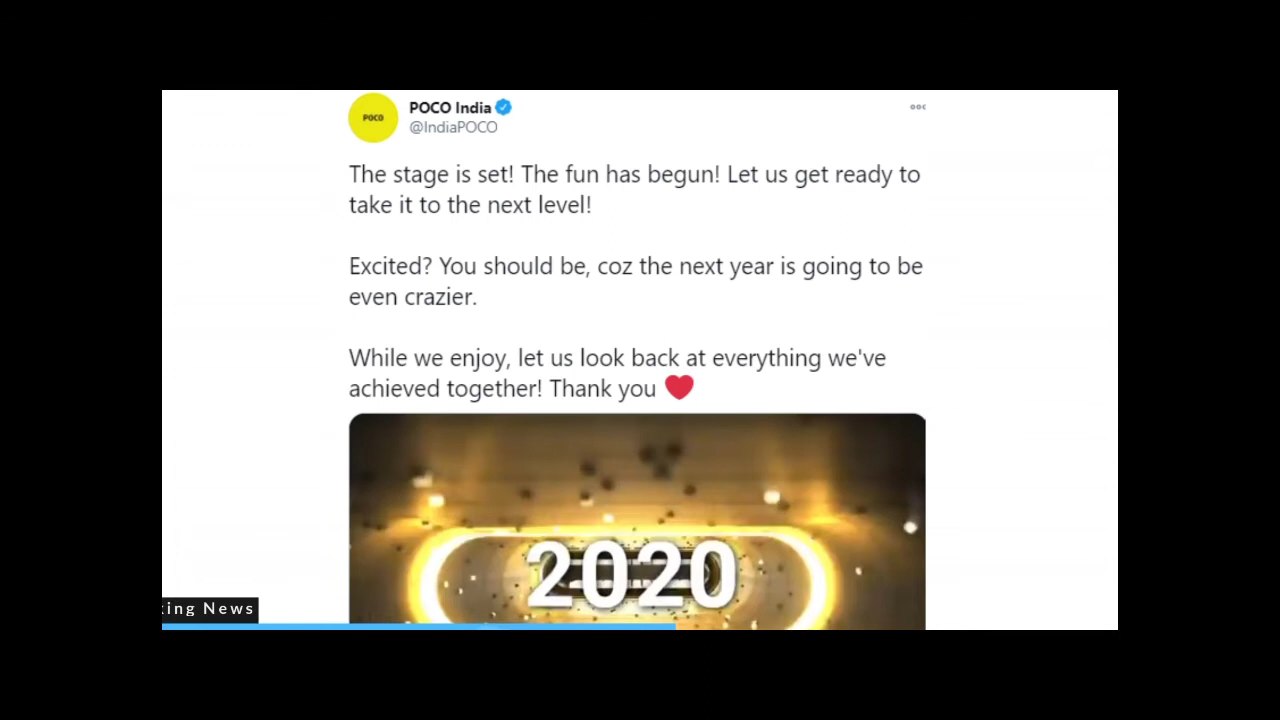 POCO
POCO India
@IndiaPOCO
The stage is set! The fun has begun! Let us get ready to
take it to the next level!
Excited? You should be, coz the next year is going to be
even crazier.
While we enjoy, let us look back at everything we've
achieved together! Thank you ❤
2020
king News